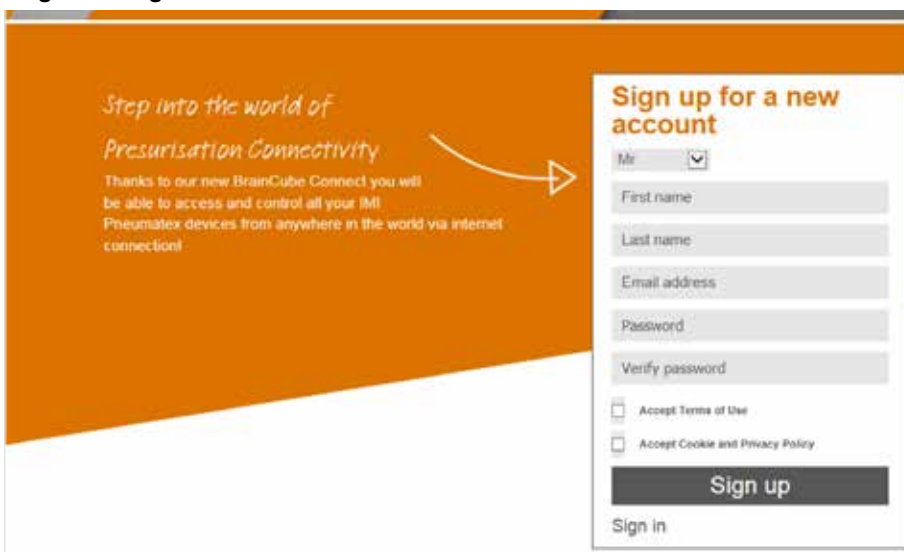 Step into the world of
Presurisation Connectivity
Thanks to our new BrainCube Connect you will
be able to access and control all your IMI
Pneumatex devices from anywhere in the world via internet
connection!
Sign up for a new
account
Mr
First name
Last name
Email address
Password
Verify password
Accept Terms of Use
Accept Cookie and Privacy Policy
Sign up
Sign in